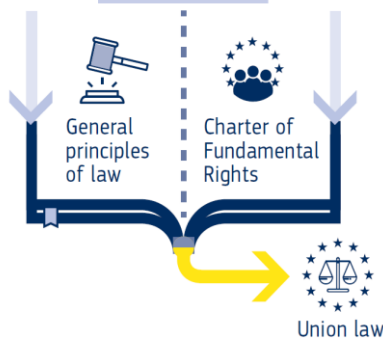 General
principles
of law
Charter of
Fundamental
Rights
Union law